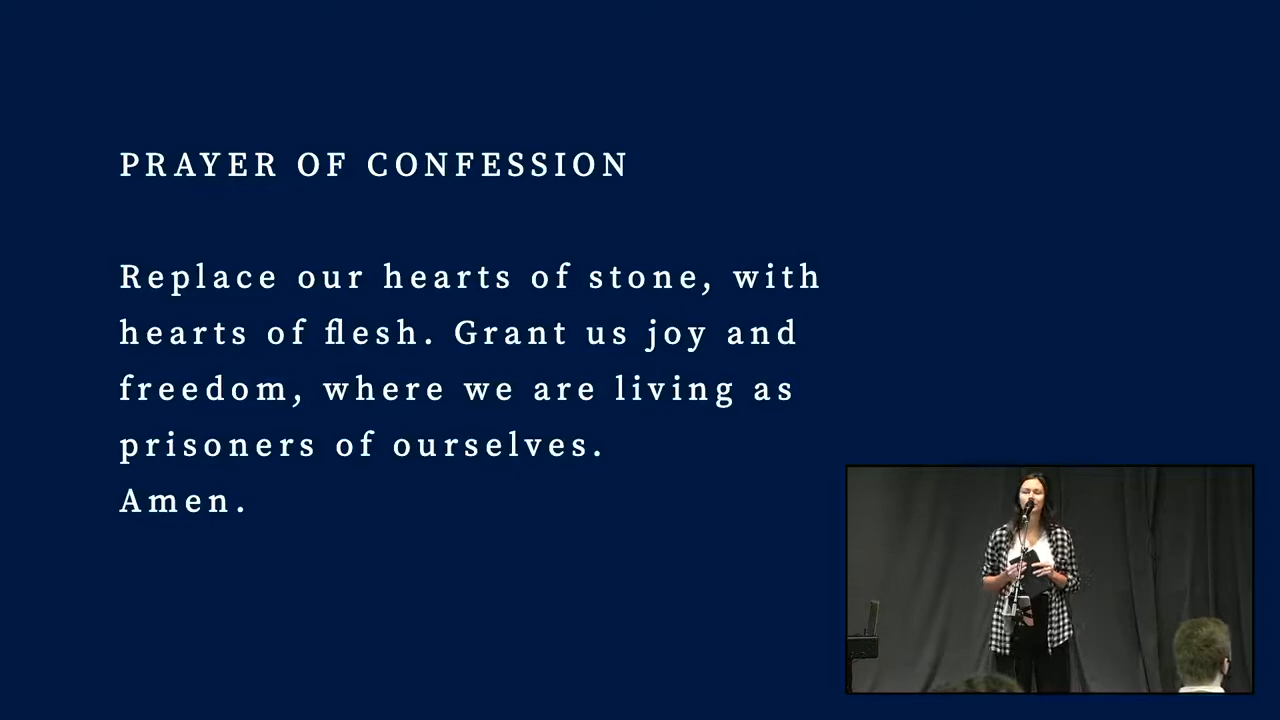 PRAYER OF CONFESSION
Replace our hearts of stone, with
hearts of flesh. Grant us joy and
freedom, where we are living as
prisoners of ourselves.
Amen.